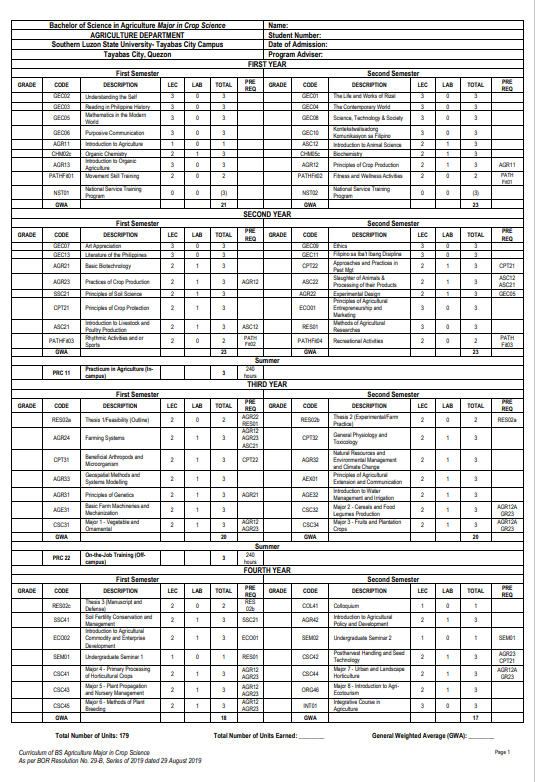 Bachelor of Science in Agriculture Major in Crop Science Name:
AGRICULTURE DEPARTMENT Student Number:
Southern Luzon State University- Tayabas City Campus Date of Admission:
Tayabas City, Quezon Program Adviser:
FIRST YEAR
First Semester Second Semester
GRADE CODE DESCRIPTION LEC LAB TOTAL PRE REQ GRADE CODE DESCRIPTION LEC LAB TOTAL PRE REQ
GEC02 Understanding the Self 3 0 3 GEC01 The Life and Works of Rizal 3 0 3
GEC03 Reading in Philippine History 3 0 3 GEC04 The Contemporary World 3 0 3
GEC05 Mathematics in the Modern World 3 0 3 GEC08 Science, Technology & Society 3 0 3
GEC06 Purposive Communication 3 0 3 GEC10 Kontekstwalisadong Komunikasyon sa Filipino 3 0 3
AGR11 Introduction to Agriculture 1 0 1 ASC12 Introduction to Animal Science 2 1 3
CHM02c Organic Chemistry 2 1 3 CHM05c Biochemistry 2 1 3
AGR13 Introduction to Organic Agriculture 3 0 3 AGR12 Principles of Crop Production 2 1 3 AGR11
PATHFit01 Movement Skill Training 2 0 2 PATHFit02 Fitness and Wellness Activities 2 0 2 PATH Fit01
NST01 National Service Training Program 0 0 (3) NST02 National Service Training Program 0 0 (3)
GWA 21 GWA 23
SECOND YEAR
First Semester Second Semester
GRADE CODE DESCRIPTION LEC LAB TOTAL PRE REQ GRADE CODE DESCRIPTION LEC LAB TOTAL PRE REQ
GEC07 Art Appreciation 3 0 3 GEC09 Ethics 3 0 3
GEC13 Literature of the Philippines 3 0 3 GEC11 Filipino sa Iba't Ibang Disiplina 3 0 3
AGR21 Basic Biotechnology 2 1 3 CPT22 Approaches and Practices in Pest Mgt 2 1 3 CPT21
AGR23 Practices of Crop Production 2 1 3 AGR12 ASC22 Slaughter of Animals & Processing of their Products 2 1 3 ASC12 ASC21
SSC21 Principles of Soil Science 2 1 3 AGR22 Experimental Design 2 1 3 GEC05
CPT21 Principles of Crop Protection 2 1 3 ECO01 Principles of Agricultural Entrepreneurship and Marketing 3 0 3
ASC21 Introduction to Livestock and Poultry Production 2 1 3 ASC12 RES01 Methods of Agricultural Researches 3 0 3
PATHFit03 Rhythmic Activities and or Sports 2 0 2 PATH Fit02 PATHFit04 Recreational Activities 2 0 2 PATH Fit03
GWA 23 GWA 23
Summer
PRC 11 Practicum in Agriculture (In-campus) 3 240 hours
THIRD YEAR
First Semester Second Semester
GRADE CODE DESCRIPTION LEC LAB TOTAL PRE REQ GRADE CODE DESCRIPTION LEC LAB TOTAL PRE REQ
RES02a Thesis 1/Feasibility (Outline) 2 0 2 AGR22 RES01 RES02b Thesis 2 (Experimental/Farm Practice) 2 0 2 RES02a
AGR24 Farming Systems 2 1 3 AGR12 AGR23 ASC21 CPT32 General Physiology and Toxicology 2 1 3
CPT31 Beneficial Arthropods and Microorganism 2 1 3 CPT22 AGR32 Natural Resources and Environmental Management and Climate Change 2 1 3
AGR33 Geospatial Methods and Systems Modelling 2 1 3 AEX01 Principles of Agricultural Extension and Communication 2 1 3
AGR31 Principles of Genetics 2 1 3 AGR21 AGE32 Introduction to Water Management and Irrigation 2 1 3
AGE31 Basic Farm Machineries and Mechanization 2 1 3 CSC32 Major 2 - Cereals and Food Legumes Production 2 1 3 AGR12A GR23
CSC31 Major 1 - Vegetable and Ornamental 2 1 3 AGR12 AGR23 CSC34 Major 3 - Fruits and Plantation Crops 2 1 3 AGR12A GR23
GWA 20 GWA 20
Summer
PRC 22 On-the-Job Training (Off-campus) 3 240 hours
FOURTH YEAR
First Semester Second Semester
GRADE CODE DESCRIPTION LEC LAB TOTAL PRE REQ GRADE CODE DESCRIPTION LEC LAB TOTAL PRE REQ
RES02c Thesis 3 (Manuscript and Defense) 2 0 2 RES 02b COL41 Colloquium 1 0 1
SSC41 Soil Fertility Conservation and Management 2 1 3 SSC21 AGR42 Introduction to Agricultural Policy and Development 2 1 3
ECO02 Introduction to Agricultural Commodity and Enterprise Development 2 1 3 ECO01 SEM02 Undergraduate Seminar 2 1 0 1 SEM01
SEM01 Undergraduate Seminar 1 1 0 1 RES01 CSC42 Postharvest Handling and Seed Technology 2 1 3 AGR23 CPT21
CSC41 Major 4 - Primary Processing of Horticultural Crops 2 1 3 AGR12 AGR23 CSC44 Major 7 - Urban and Landscape Horticulture 2 1 3 AGR12A GR23
CSC43 Major 5 - Plant Propagation and Nursery Management 2 1 3 AGR12 AGR23 ORG46 Major 8 - Introduction to Agri-Ecotourism 2 1 3
CSC45 Major 6 - Methods of Plant Breeding 2 1 3 AGR12 AGR23 INT01 Integrative Course in Agriculture 3 0 3
GWA 18 GWA 17
Total Number of Units: 179 Total Number of Units Earned: ________ General Weighted Average (GWA): ________
Curriculum of BS Agriculture Major in Crop Science Page 1
As per BOR Resolution No. 29-B, Series of 2019 dated 29 August 2019